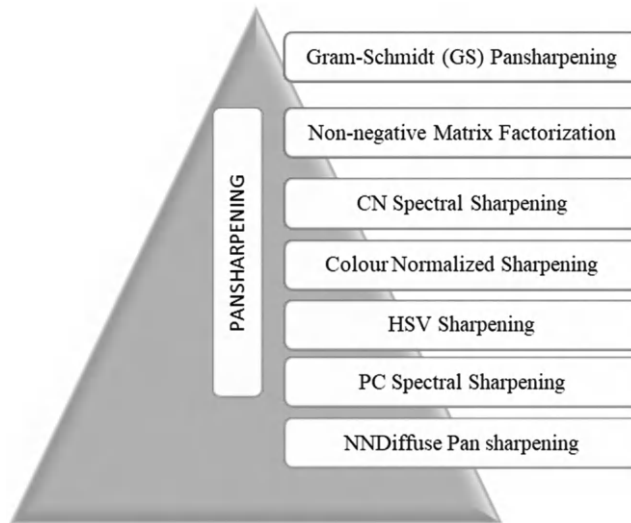 Gram-Schmidt (GS) Pansharpening
Non-negative Matrix Factorization
CN Spectral Sharpening
Colour Normalized Sharpening
HSV Sharpening
PC Spectral Sharpening
NNDiffuse Pan sharpening
PANSHARPENING